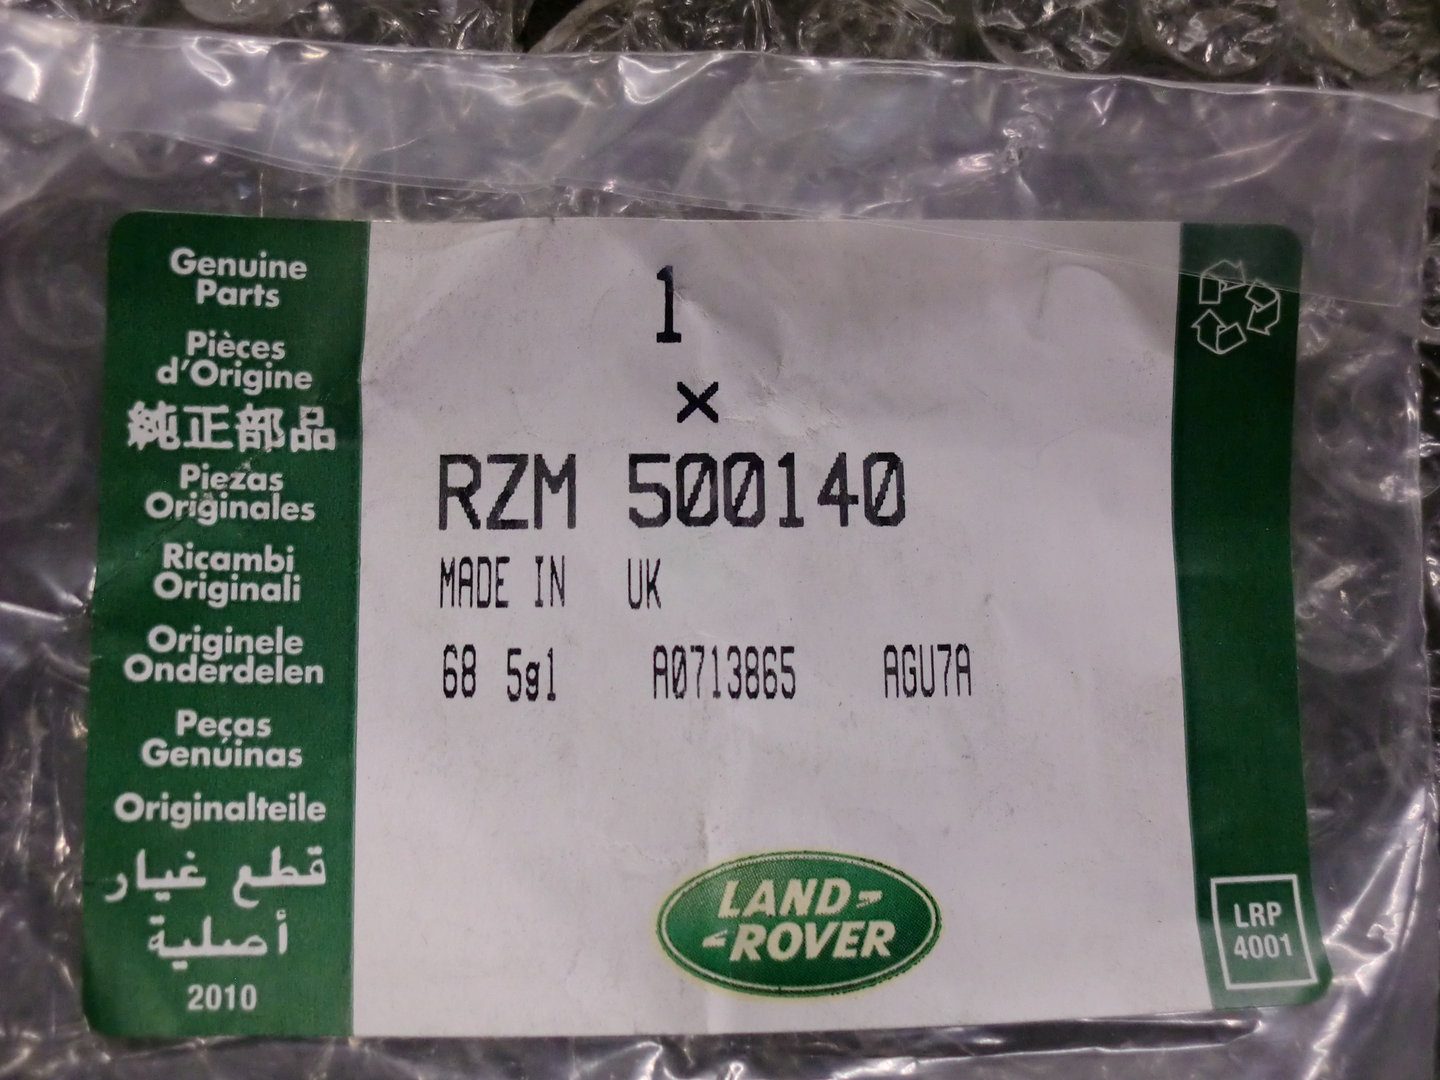 Genuine
Parts
Pièces
d'Origine
純正部品
Piezas
Originales
Ricambi
Originali
Originele
Onderdelen
Peças
Genúinas
Originalteile
قطع غيار
أصلية
2010
1
×
RZM 500140
MADE IN UK
68 5g1 A0713865 AGU7A
LAND
ROVER
LRP
4001